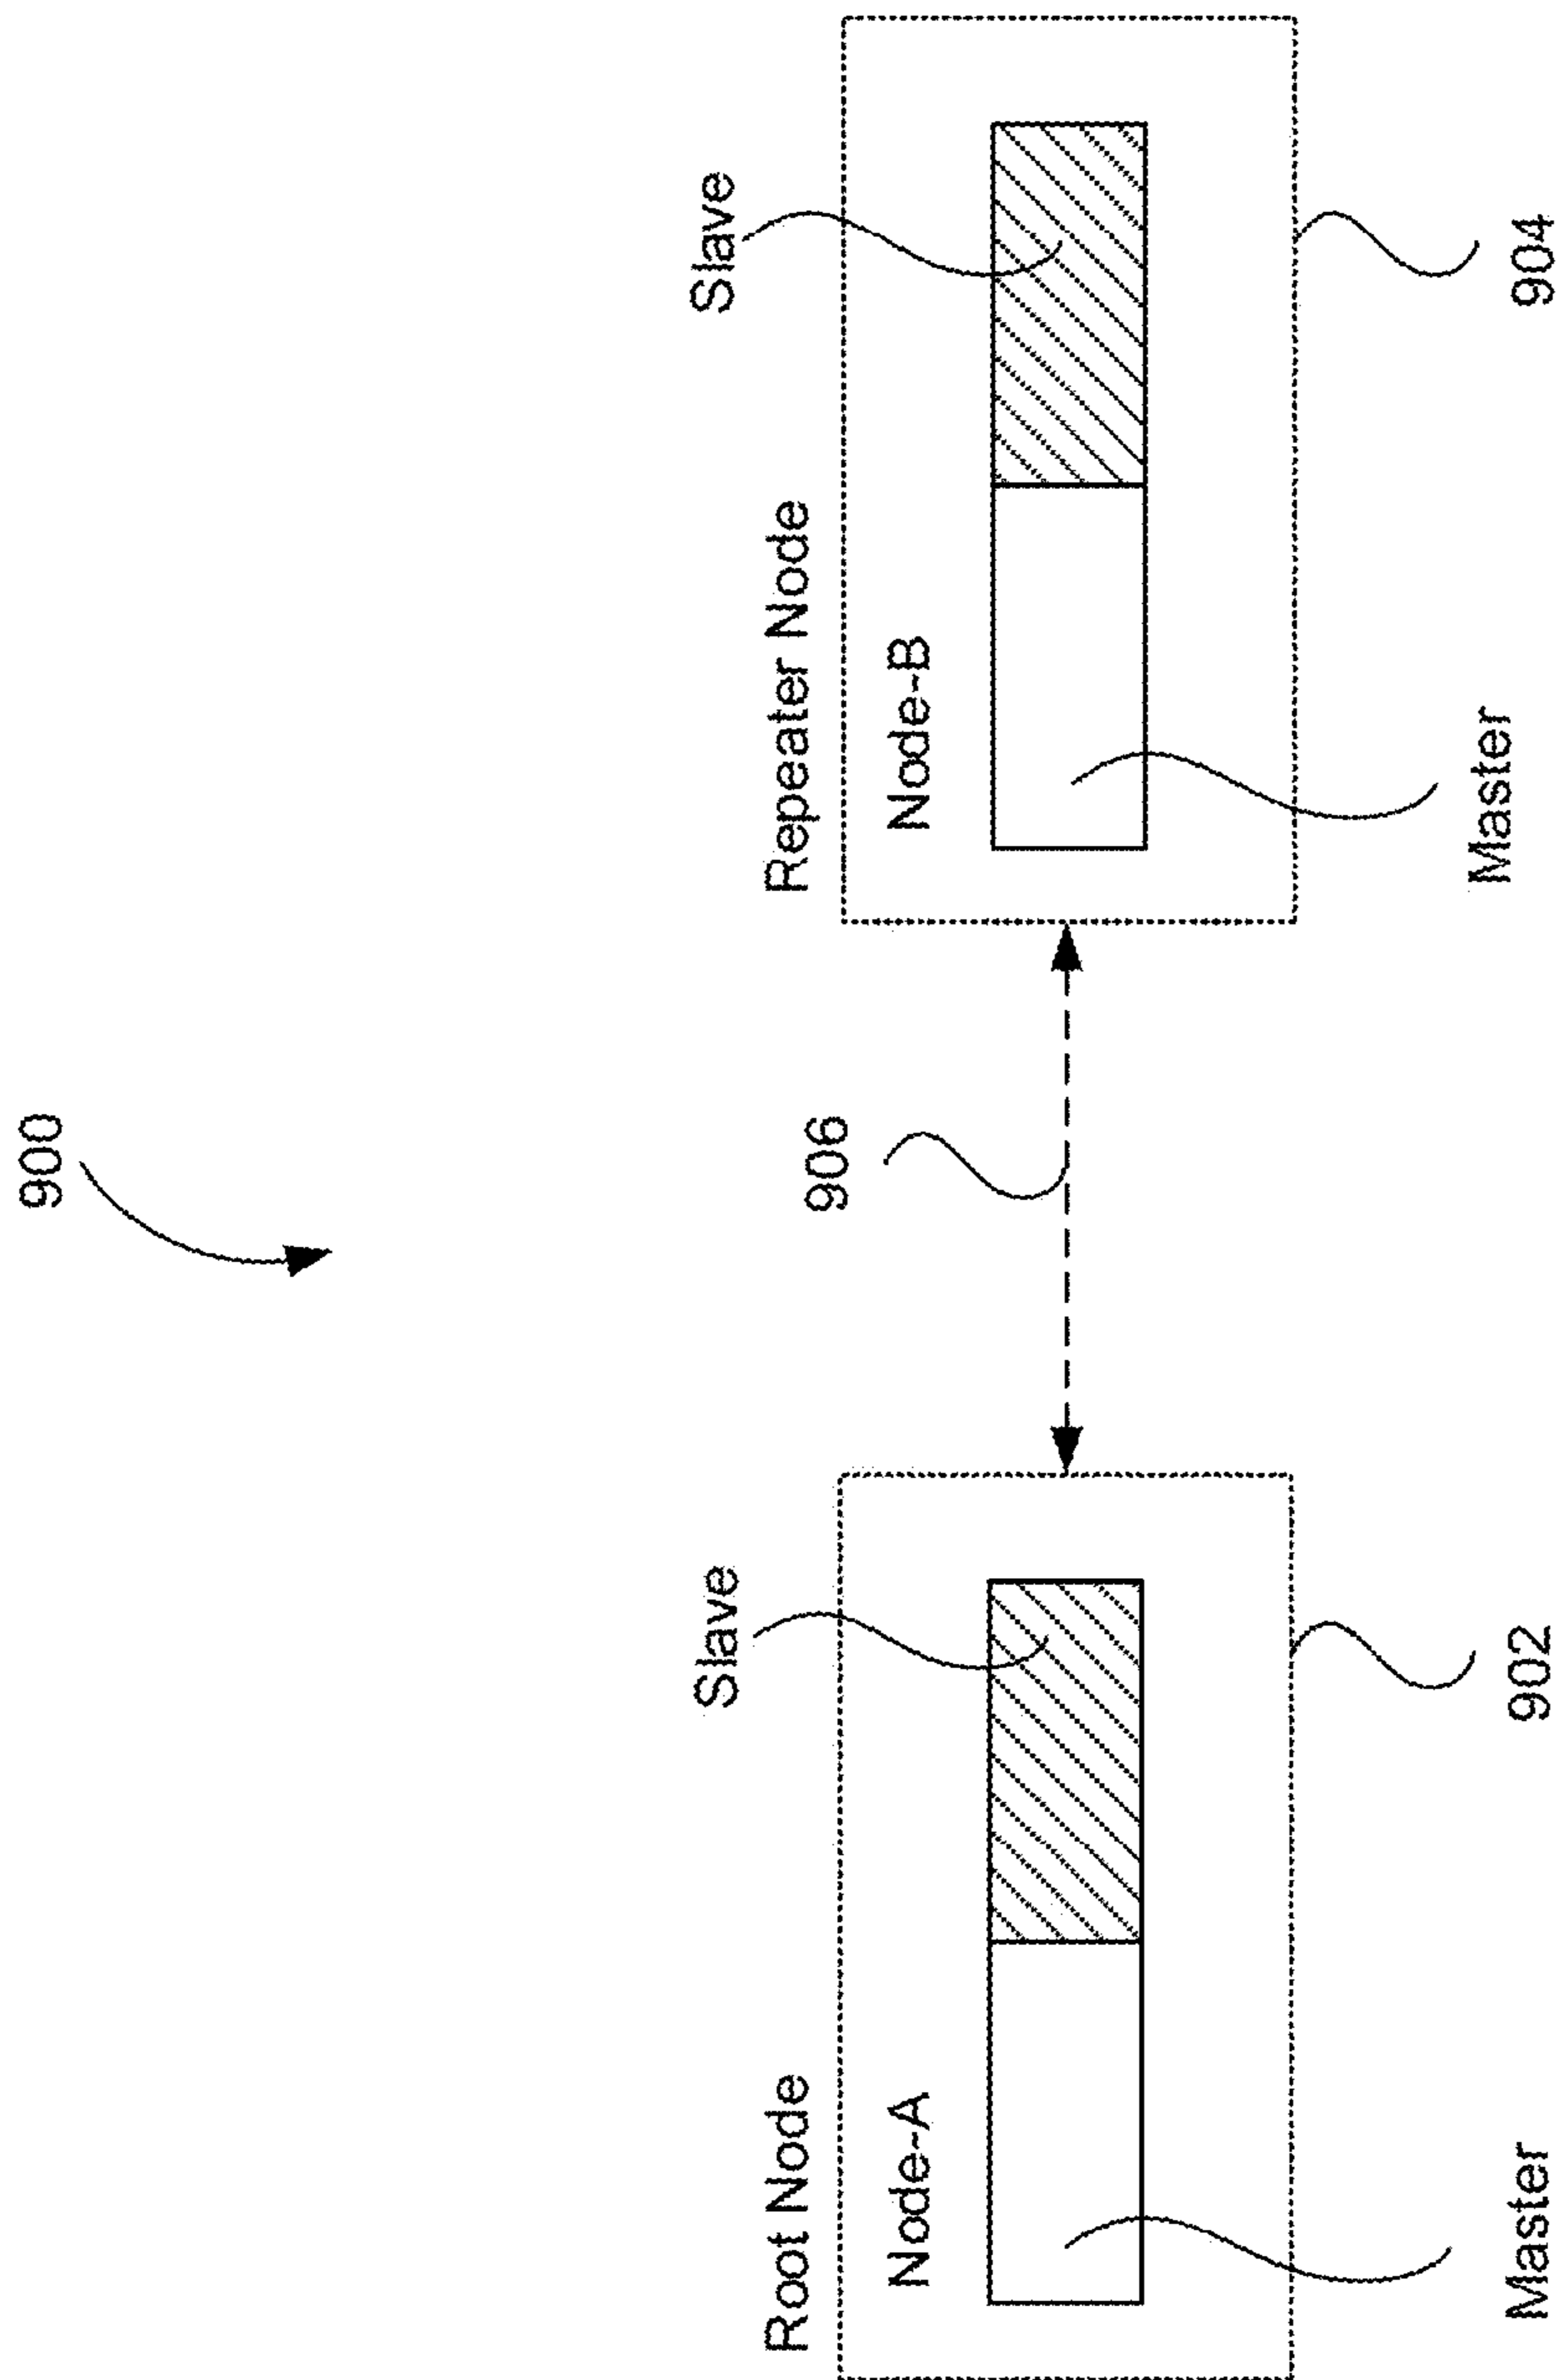 900
Root Node
Node-A
Slave
Master
902
906
Repeater Node
Node-B
Slave
Master
904